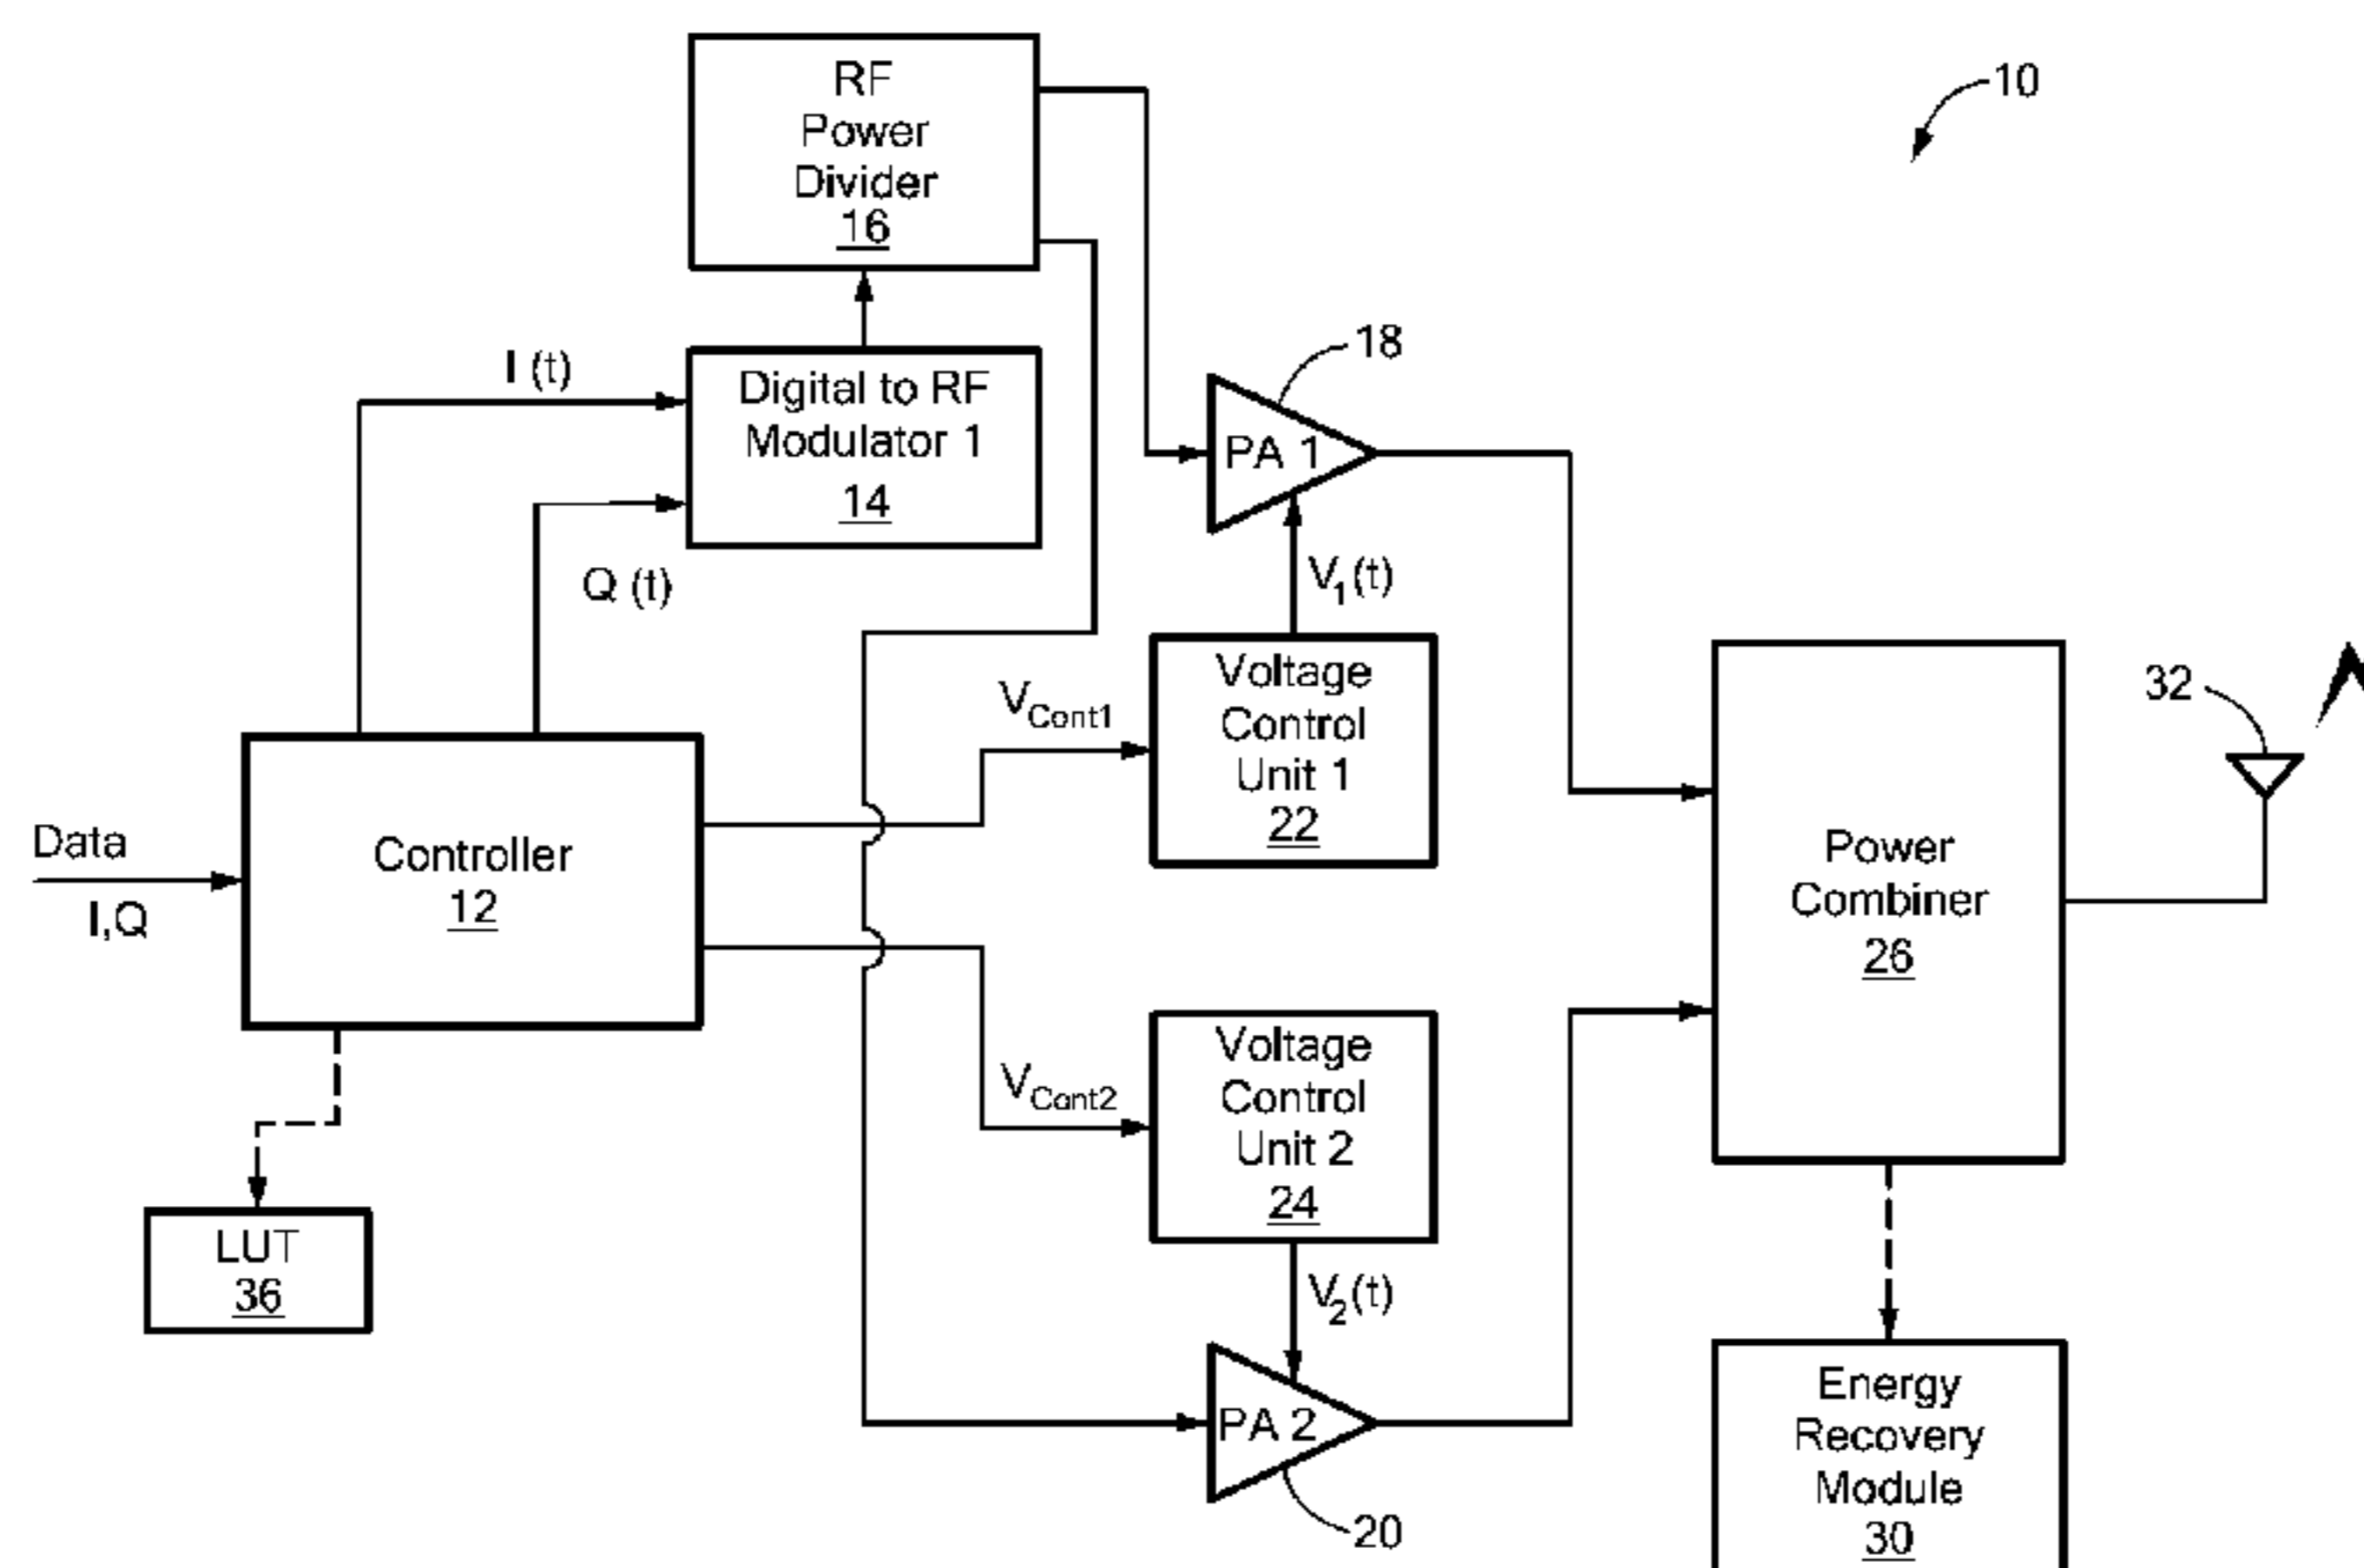 RF
Power
Divider
16
10
I (t)
Digital to RF
Modulator 1
14
18
PA 1
Q (t)
V1(t)
Voltage
Control
Unit 1
22
VCont1
32
Data
I,Q
Controller
12
Power
Combiner
26
Voltage
Control
Unit 2
24
VCont2
LUT
36
V2(t)
PA 2
20
Energy
Recovery
Module
30